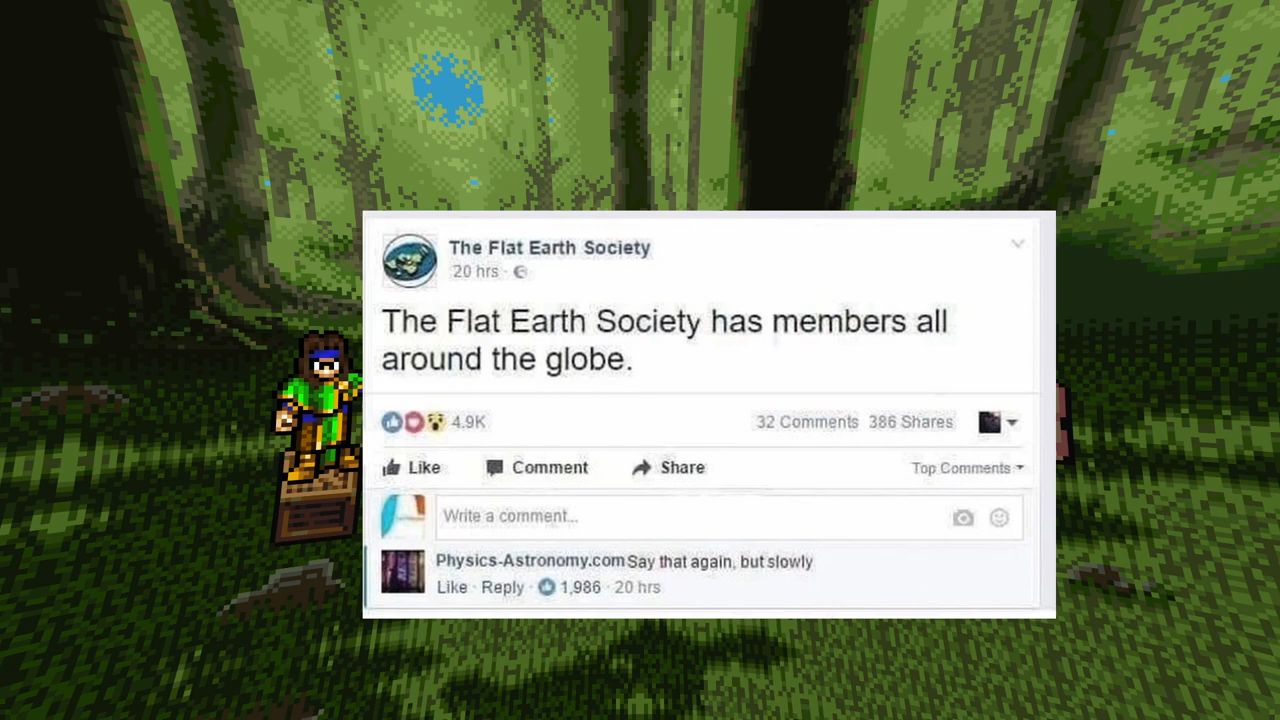 The Flat Earth Society
20 hrs ·
The Flat Earth Society has members all
around the globe.
4.9K 32 Comments 386 Shares
Like Comment Share Top Comments
Write a comment...
Physics-Astronomy.com Say that again, but slowly
Like · Reply · 1,986 · 20 hrs